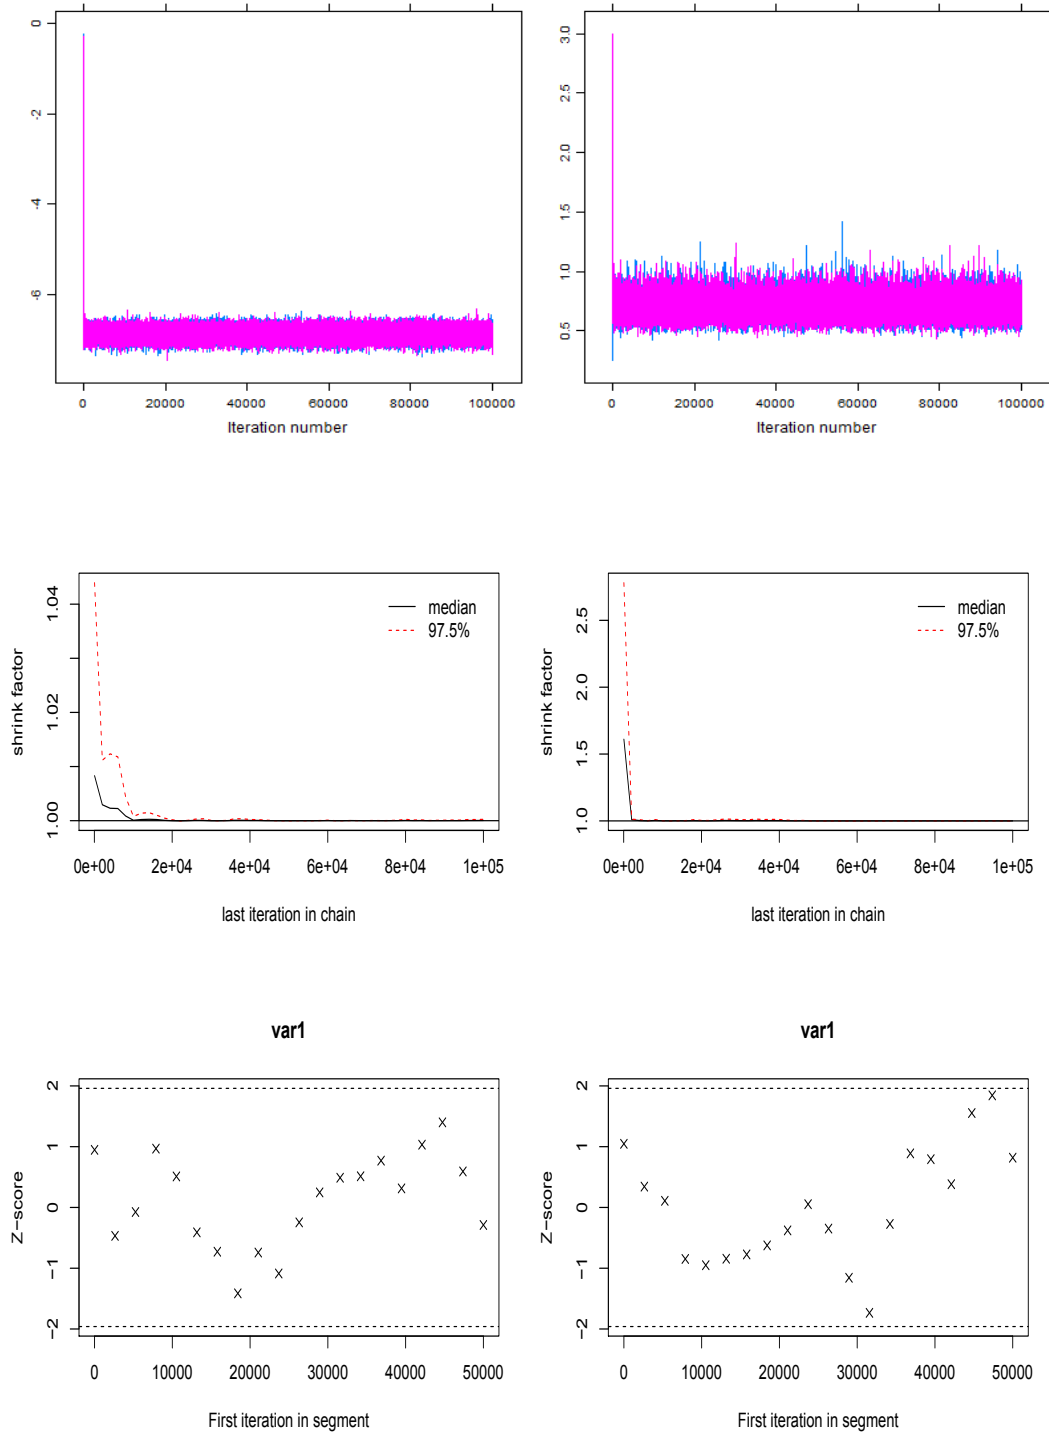 0
-2
-4
-6
0 20000 40000 60000 80000 100000
Iteration number
3.0
2.5
2.0
1.5
1.0
0.5
0 20000 40000 60000 80000 100000
Iteration number
shrink factor
1.04
1.02
1.00
median
97.5%
0e+00 2e+04 4e+04 6e+04 8e+04 1e+05
last iteration in chain
shrink factor
2.5
2.0
1.5
1.0
median
97.5%
0e+00 2e+04 4e+04 6e+04 8e+04 1e+05
last iteration in chain
var1
Z-score
2
1
0
-1
-2
0 10000 20000 30000 40000 50000
First iteration in segment
var1
Z-score
2
1
0
-1
-2
0 10000 20000 30000 40000 50000
First iteration in segment